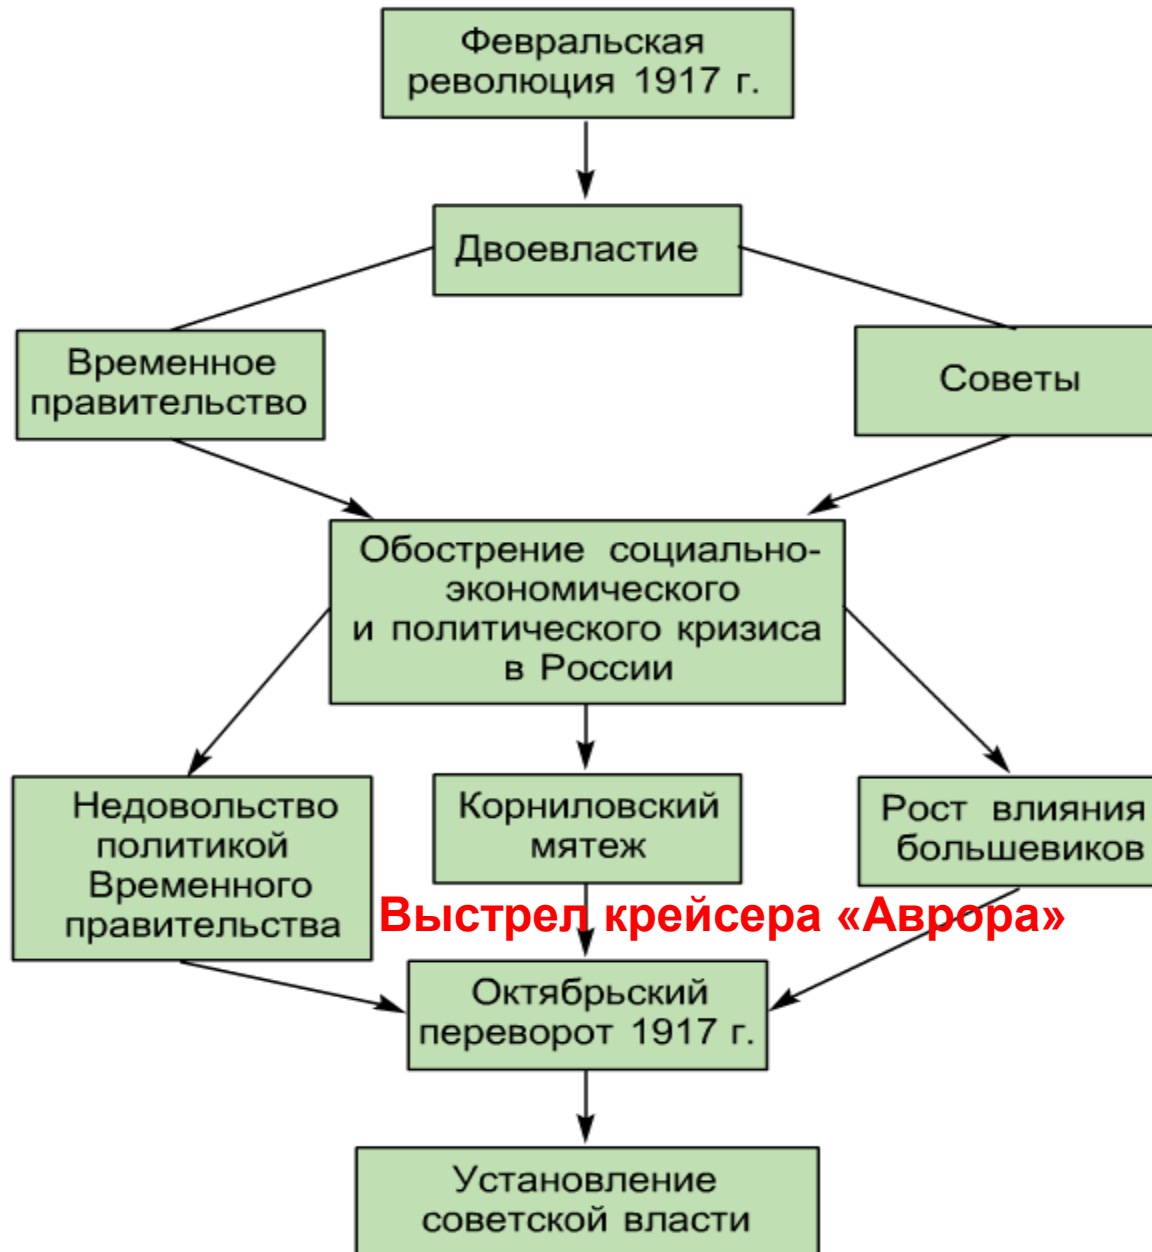 Февральская
революция 1917 г.
Двоевластие
Временное
правительство
Советы
Обострение социально-
экономического
и политического кризиса
в России
Недовольство
политикой
Временного
правительства
Корниловский
мятеж
Рост влияния
большевиков
Выстрел крейсера «Аврора»
Октябрьский
переворот 1917 г.
Установление
советской власти